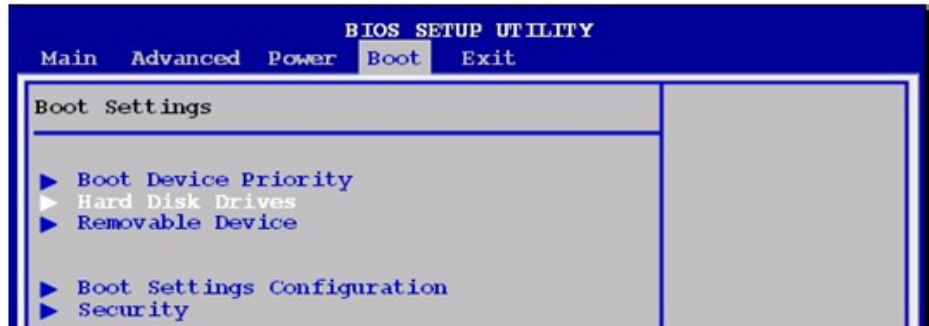 BIOS SETUP UTILITY
Main Advanced Power Boot Exit
Boot Settings
Boot Device Priority
Hard Disk Drives
Removable Device
Boot Settings Configuration
Security